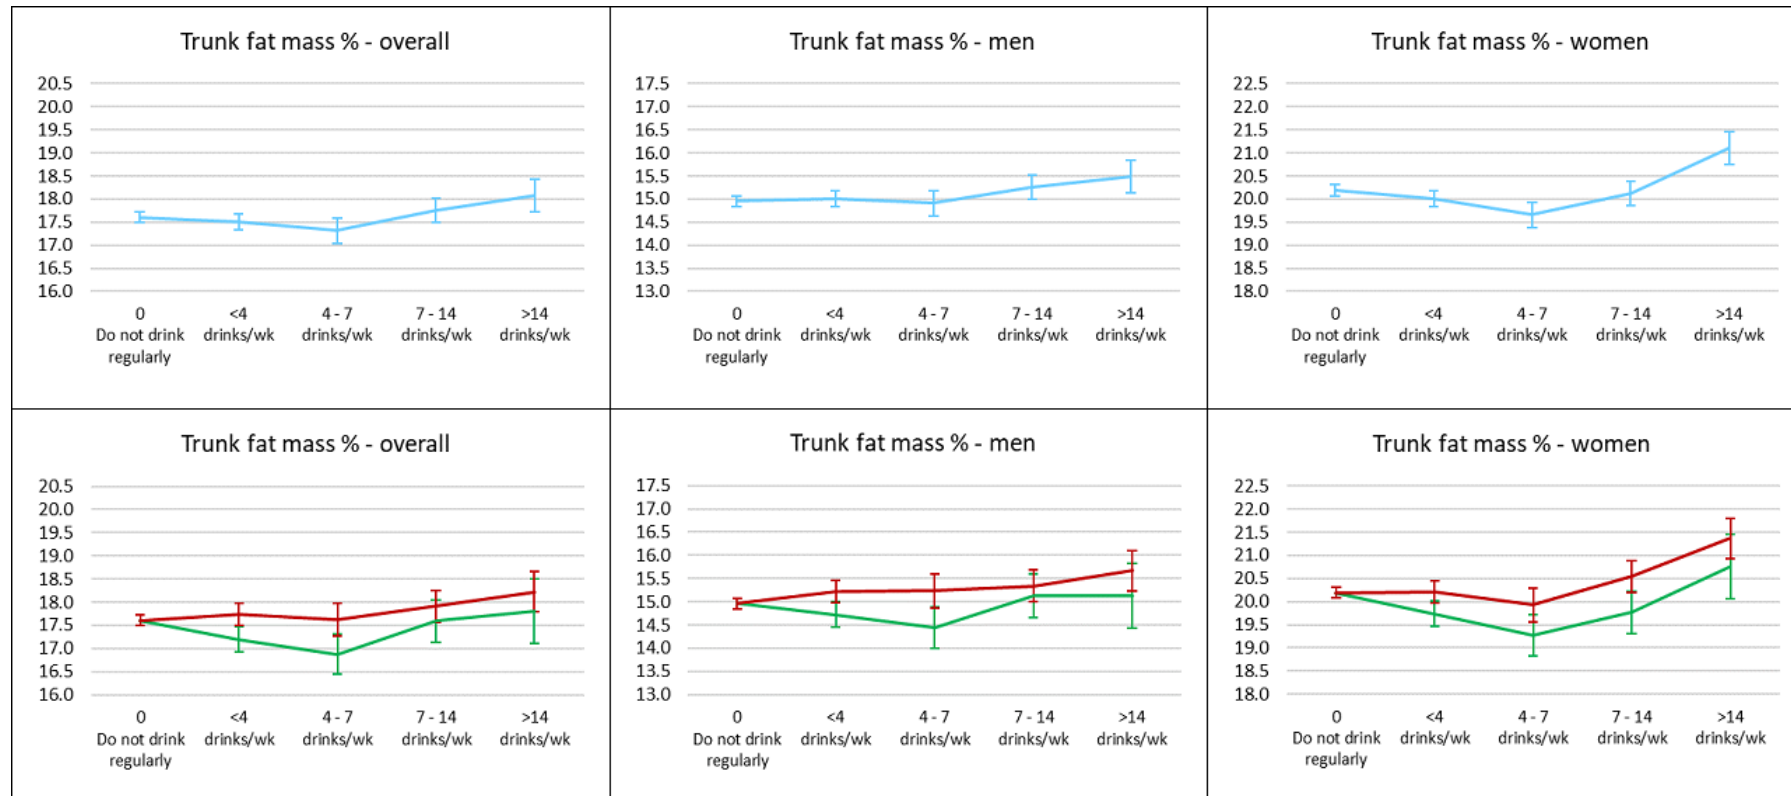 Trunk fat mass % - overall
20.5
20.0
19.5
19.0
18.5
18.0
17.5
17.0
16.5
16.0
0 <4 4 - 7 7 - 14 >14
Do not drink drinks/wk drinks/wk drinks/wk drinks/wk
regularly
Trunk fat mass % - men
17.5
17.0
16.5
16.0
15.5
15.0
14.5
14.0
13.5
13.0
0 <4 4 - 7 7 - 14 >14
Do not drink drinks/wk drinks/wk drinks/wk drinks/wk
regularly
Trunk fat mass % - women
22.5
22.0
21.5
21.0
20.5
20.0
19.5
19.0
18.5
18.0
0 <4 4 - 7 7 - 14 >14
Do not drink drinks/wk drinks/wk drinks/wk drinks/wk
regularly
Trunk fat mass % - overall
20.5
20.0
19.5
19.0
18.5
18.0
17.5
17.0
16.5
16.0
0 <4 4 - 7 7 - 14 >14
Do not drink drinks/wk drinks/wk drinks/wk drinks/wk
regularly
Trunk fat mass % - men
17.5
17.0
16.5
16.0
15.5
15.0
14.5
14.0
13.5
13.0
0 <4 4 - 7 7 - 14 >14
Do not drink drinks/wk drinks/wk drinks/wk drinks/wk
regularly
Trunk fat mass % - women
22.5
22.0
21.5
21.0
20.5
20.0
19.5
19.0
18.5
18.0
0 <4 4 - 7 7 - 14 >14
Do not drink drinks/wk drinks/wk drinks/wk drinks/wk
regularly